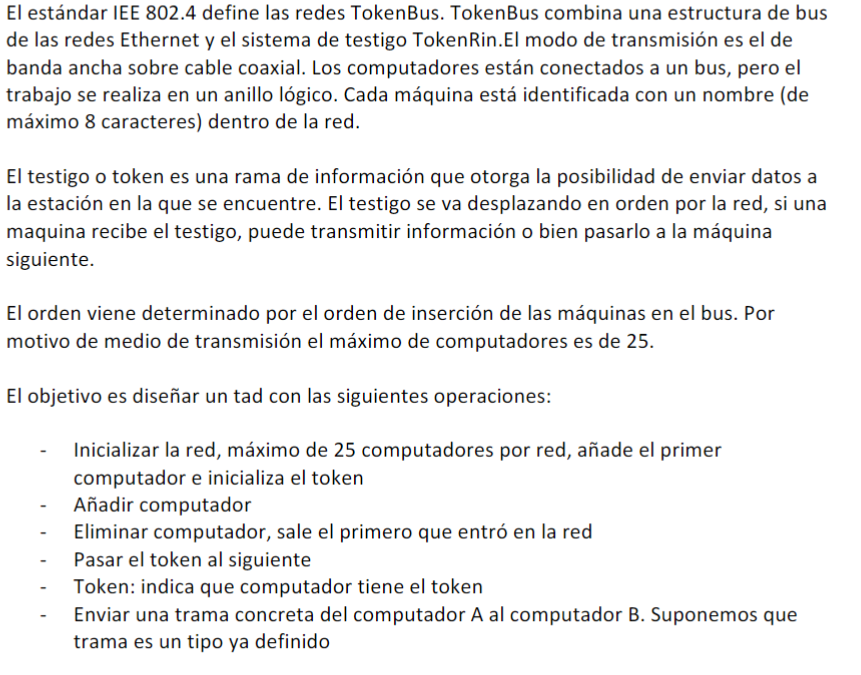 El estándar IEE 802.4 define las redes TokenBus. TokenBus combina una estructura de bus
de las redes Ethernet y el sistema de testigo TokenRin.El modo de transmisión es el de
banda ancha sobre cable coaxial. Los computadores están conectados a un bus, pero el
trabajo se realiza en un anillo lógico. Cada máquina está identificada con un nombre (de
máximo 8 caracteres) dentro de la red.
El testigo o token es una rama de información que otorga la posibilidad de enviar datos a
la estación en la que se encuentre. El testigo se va desplazando en orden por la red, si una
maquina recibe el testigo, puede transmitir información o bien pasarlo a la máquina
siguiente.
El orden viene determinado por el orden de inserción de las máquinas en el bus. Por
motivo de medio de transmisión el máximo de computadores es de 25.
El objetivo es diseñar un tad con las siguientes operaciones:
- Inicializar la red, máximo de 25 computadores por red, añade el primer
computador e inicializa el token
- Añadir computador
- Eliminar computador, sale el primero que entró en la red
- Pasar el token al siguiente
- Token: indica que computador tiene el token
- Enviar una trama concreta del computador A al computador B. Suponemos que
trama es un tipo ya definido